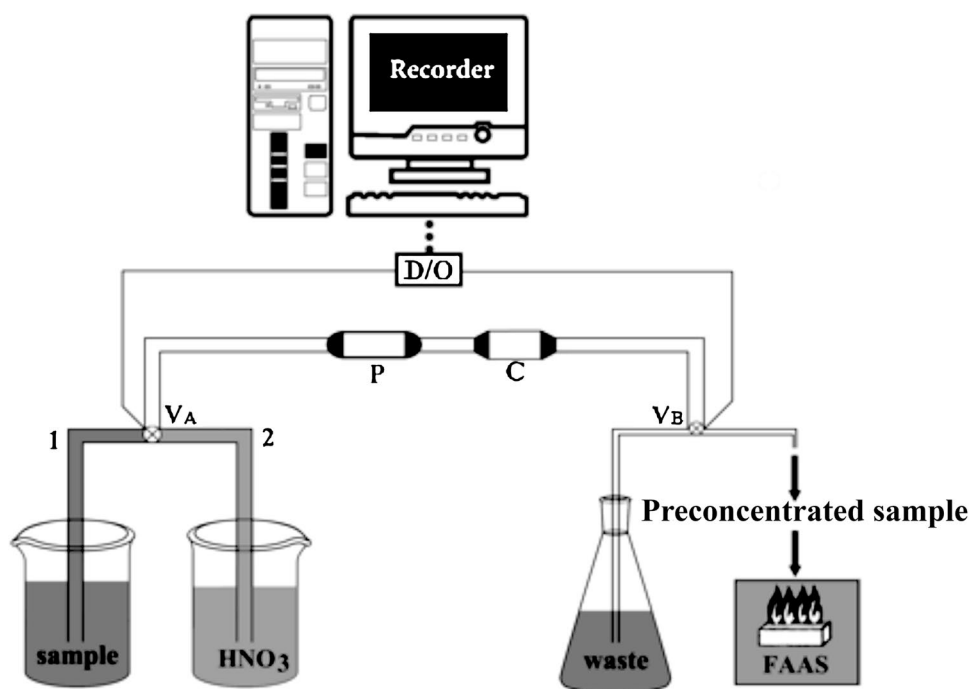 Recorder
D/O
P
C
VA
VB
1
2
Preconcentrated sample
sample
HNO3
waste
FAAS